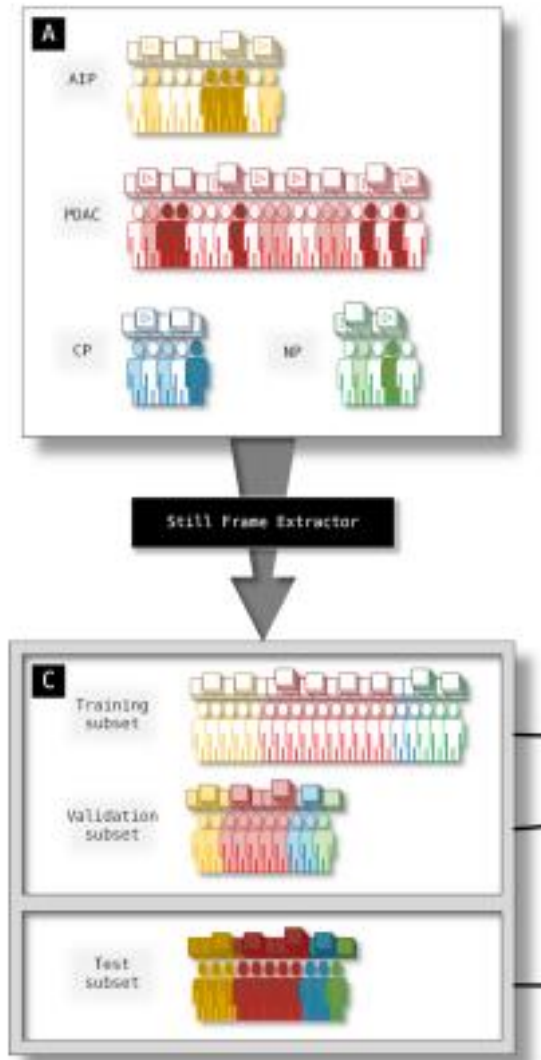 A
AIP
PDAC
CP
NP
Still Frame Extractor
C
Training
subset
Validation
subset
Test
subset